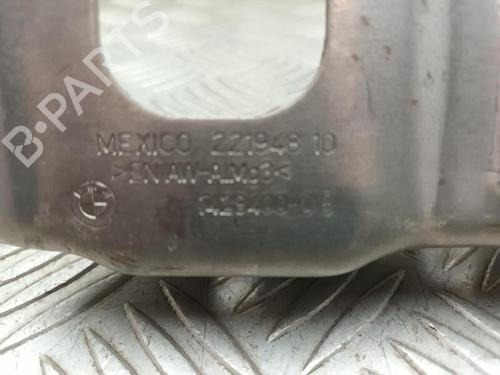 B-PARTS
MEXICO 221948 10
>EN AW-AlMg3<